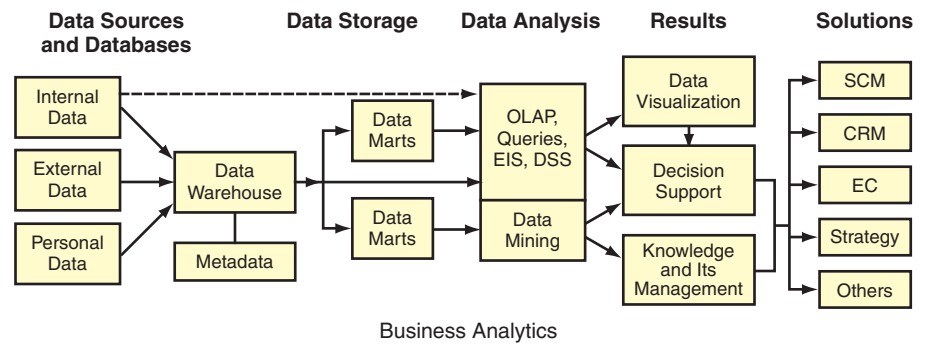 Data Sources
and Databases
Data Storage
Data Analysis
Results
Solutions
Internal
Data
External
Data
Personal
Data
Data
Warehouse
Metadata
Data
Marts
Data
Marts
OLAP,
Queries,
EIS, DSS
Data
Mining
Data
Visualization
Decision
Support
Knowledge
and Its
Management
SCM
CRM
EC
Strategy
Others
Business Analytics